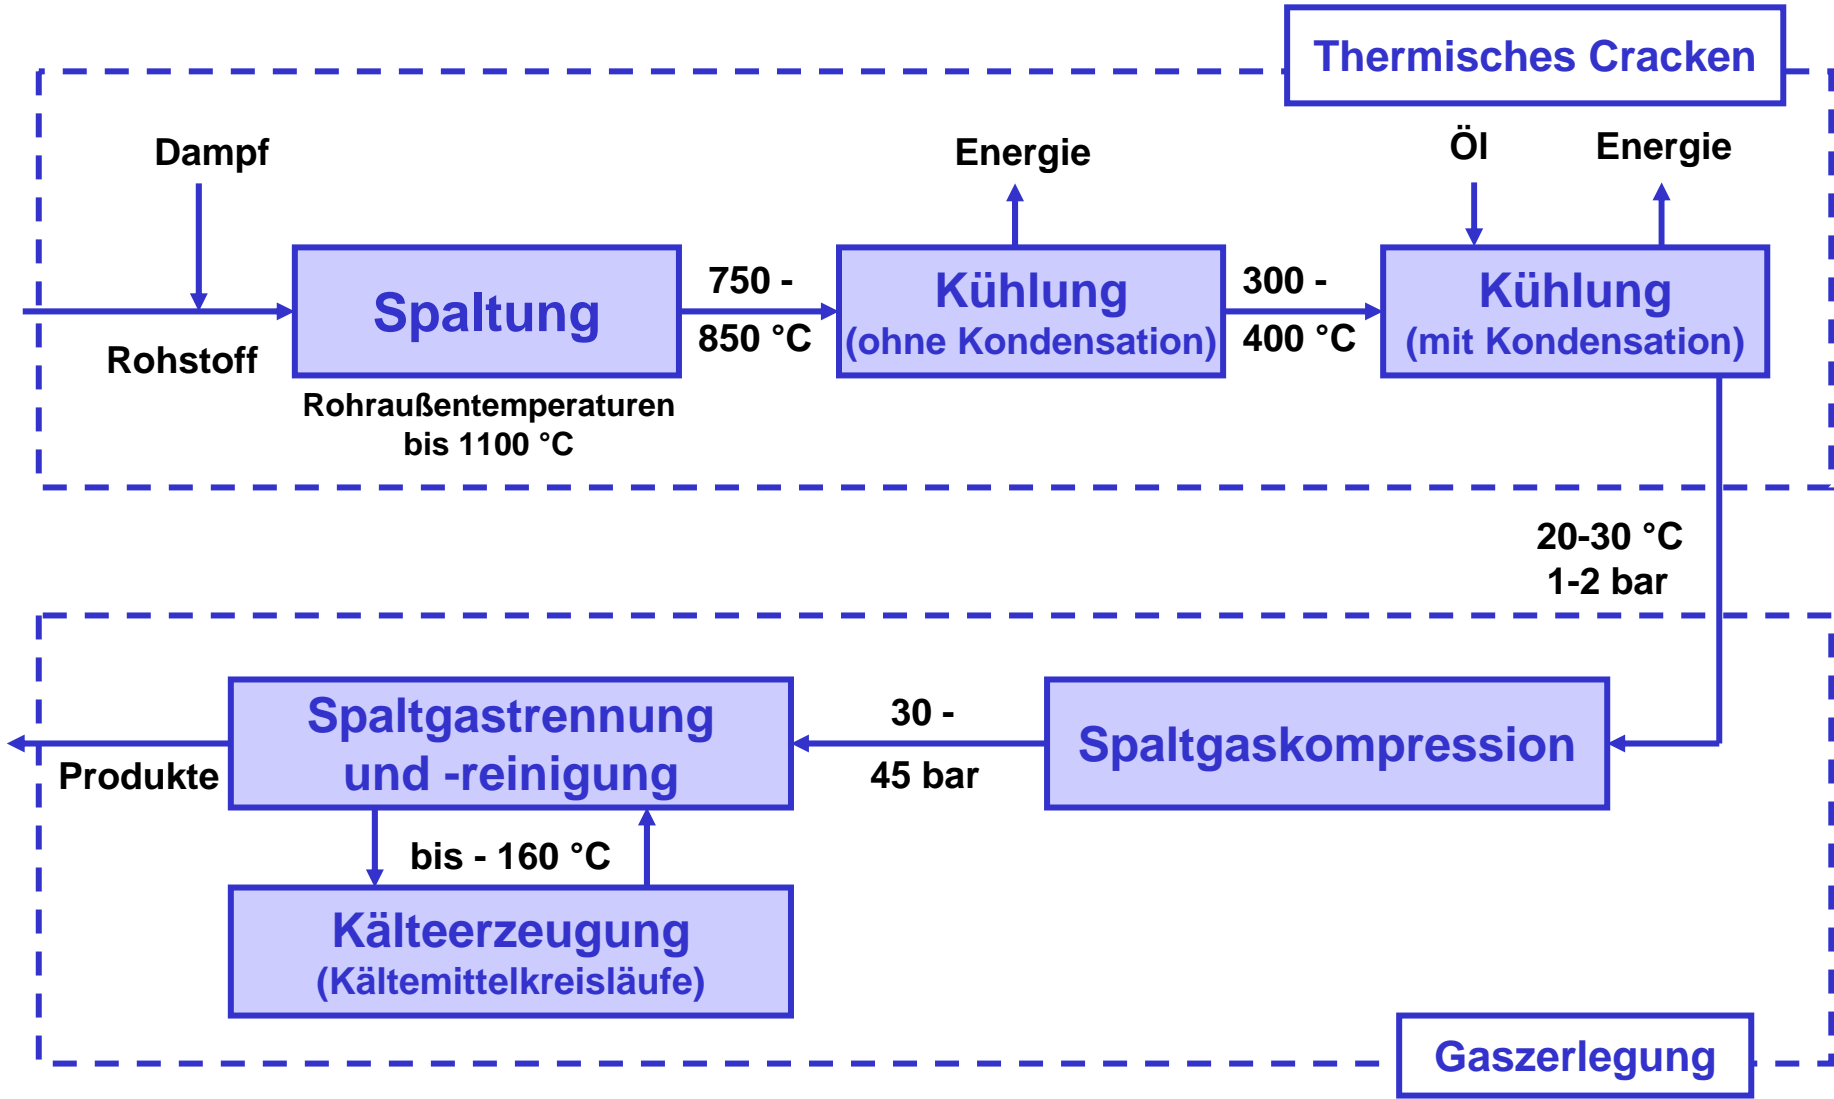 Thermisches Cracken
Dampf
Energie
Öl
Energie
Rohstoff
Spaltung
Rohraußentemperaturen
bis 1100 °C
750 -
850 °C
Kühlung
(ohne Kondensation)
300 -
400 °C
Kühlung
(mit Kondensation)
20-30 °C
1-2 bar
Spaltgaskompression
30 -
45 bar
Spaltgastrennung
und -reinigung
Produkte
bis - 160 °C
Kälteerzeugung
(Kältemittelkreisläufe)
Gaszerlegung